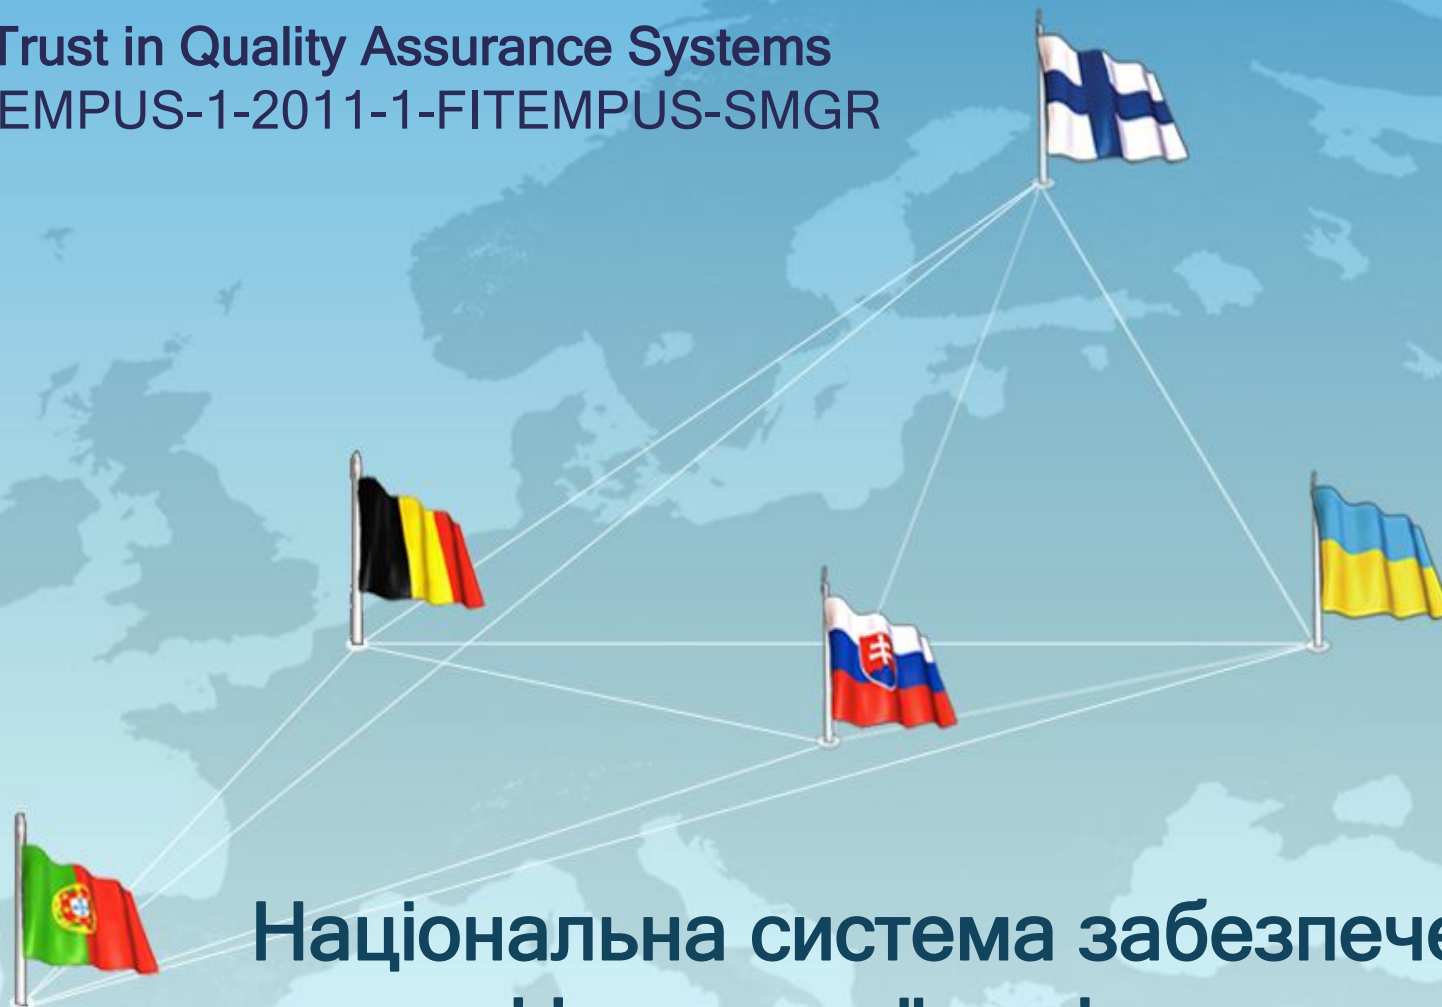 Trust in Quality Assurance Systems
EMPUS-1-2011-1-FITEMPUS-SMGR
Національна система забезпече